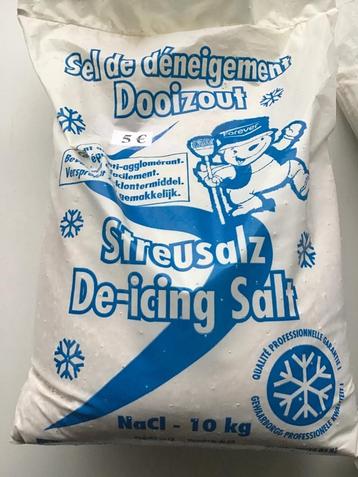 Sel de déneigement
Dooizout
5 €
Forever
anti-agglomérant.
facilement.
klontermiddel.
gemakkelijk.
Streusalz
De-icing Salt
QUALITÉ PROFESSIONNELLE GARANTIE !
GEWAARBORGD PROFESSIONELE KWALITEIT !
NaCl - 10 kg